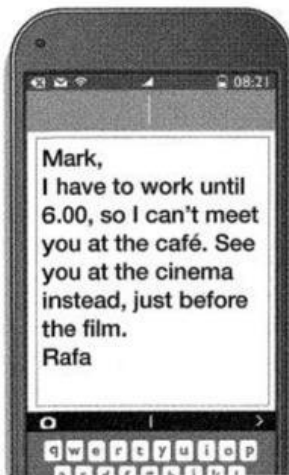 08:21
Mark,
I have to work until
6.00, so I can't meet
you at the café. See
you at the cinema
instead, just before
the film.
Rafa
q w e r t y u i o p